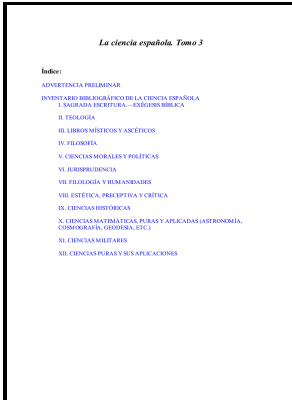 La ciencia española. Tomo 3
Índice:
ADVERTENCIA PRELIMINAR
INVENTARIO BIBLIOGRÁFICO DE LA CIENCIA ESPAÑOLA
I. SAGRADA ESCRITURA.—EXÉGESIS BÍBLICA
II. TEOLOGÍA
III. LIBROS MÍSTICOS Y ASCÉTICOS
IV. FILOSOFÍA
V. CIENCIAS MORALES Y POLÍTICAS
VI. JURISPRUDENCIA
VII. FILOLOGÍA Y HUMANIDADES
VIII. ESTÉTICA, PRECEPTIVA Y CRÍTICA
IX. CIENCIAS HISTÓRICAS
X. CIENCIAS MATEMÁTICAS, PURAS Y APLICADAS (ASTRONOMÍA,
COSMOGRAFÍA, GEODESIA, ETC.)
XI. CIENCIAS MILITARES
XII. CIENCIAS PURAS Y SUS APLICACIONES